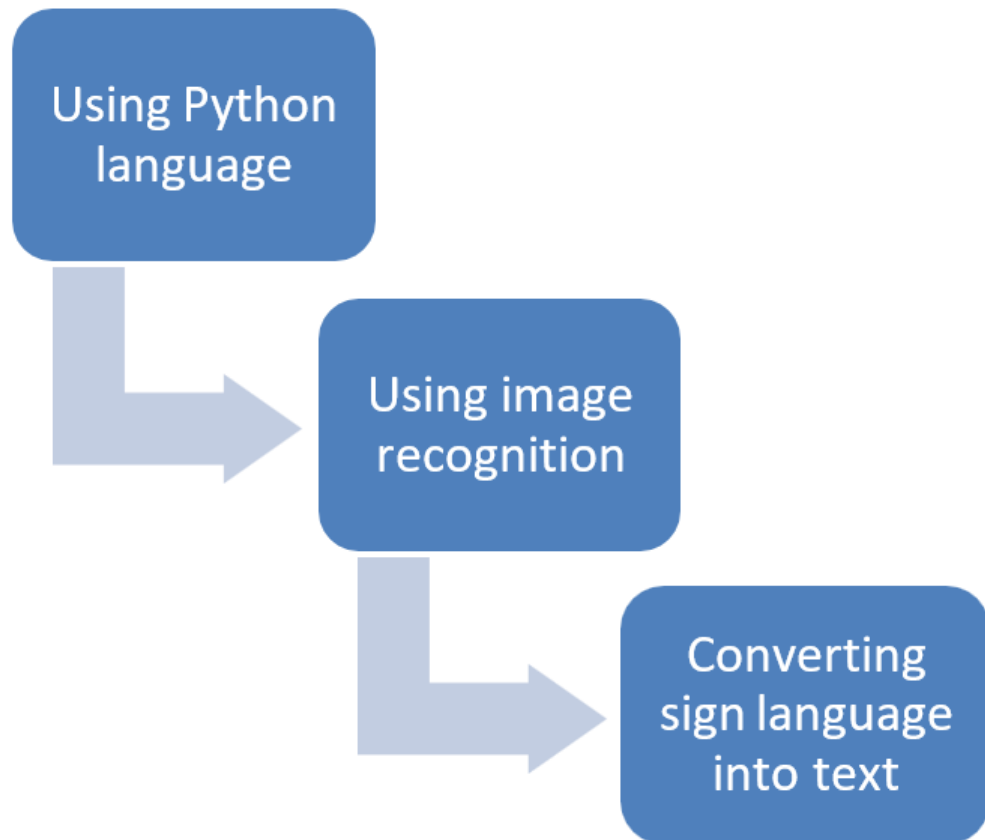 Using Python
language
Using image
recognition
Converting
sign language
into text